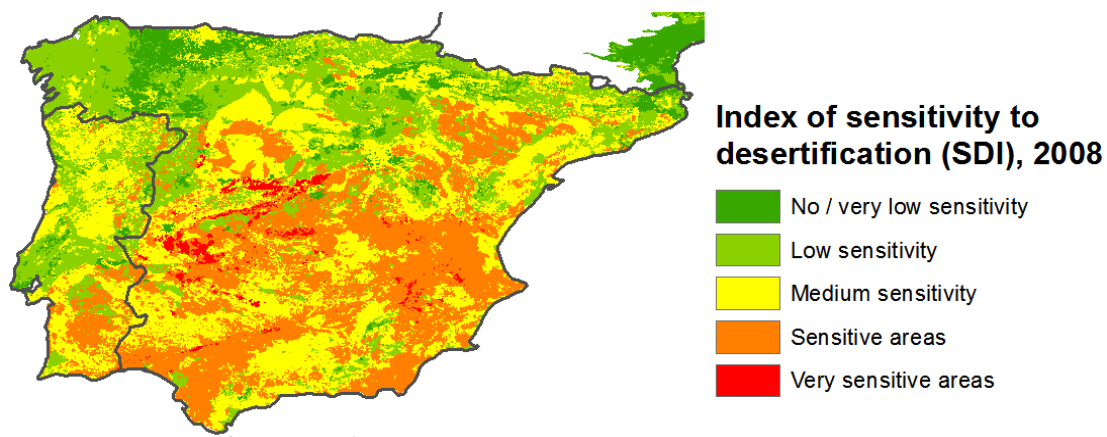 Index of sensitivity to
desertification (SDI), 2008
No / very low sensitivity
Low sensitivity
Medium sensitivity
Sensitive areas
Very sensitive areas